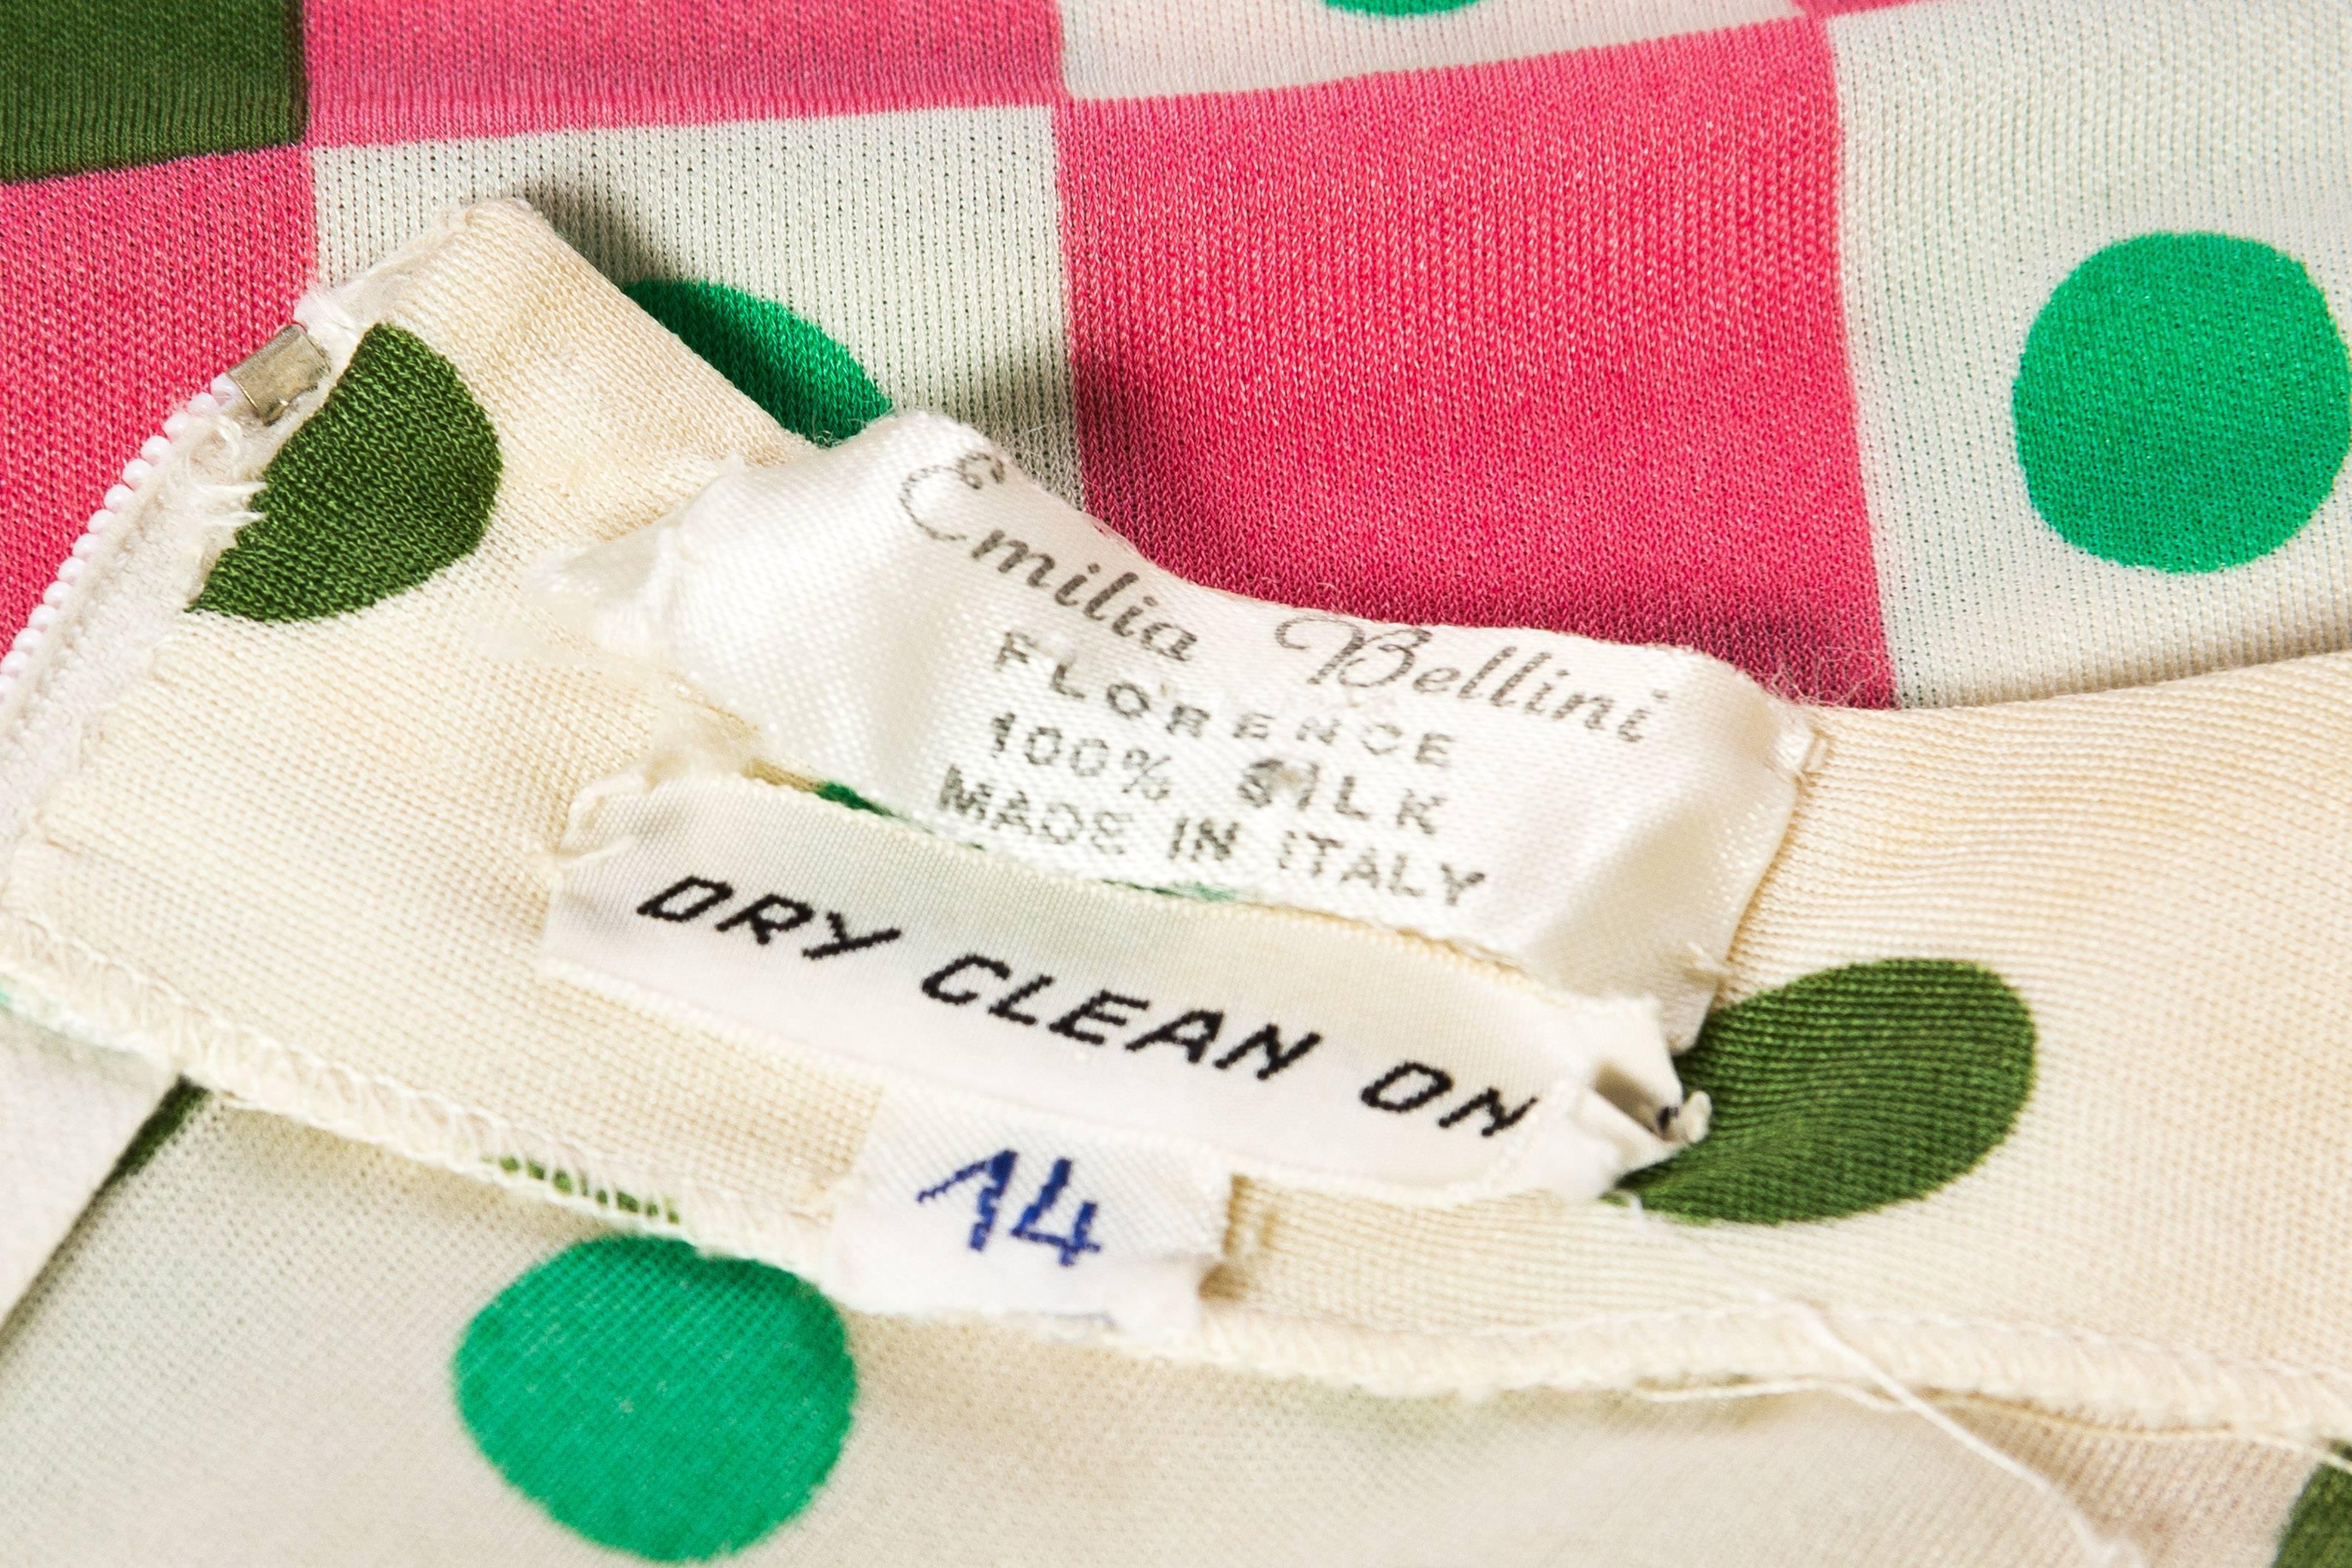 Emilia Bellini
FLORENCE
100% SILK
MADE IN ITALY
DRY CLEAN ON
14